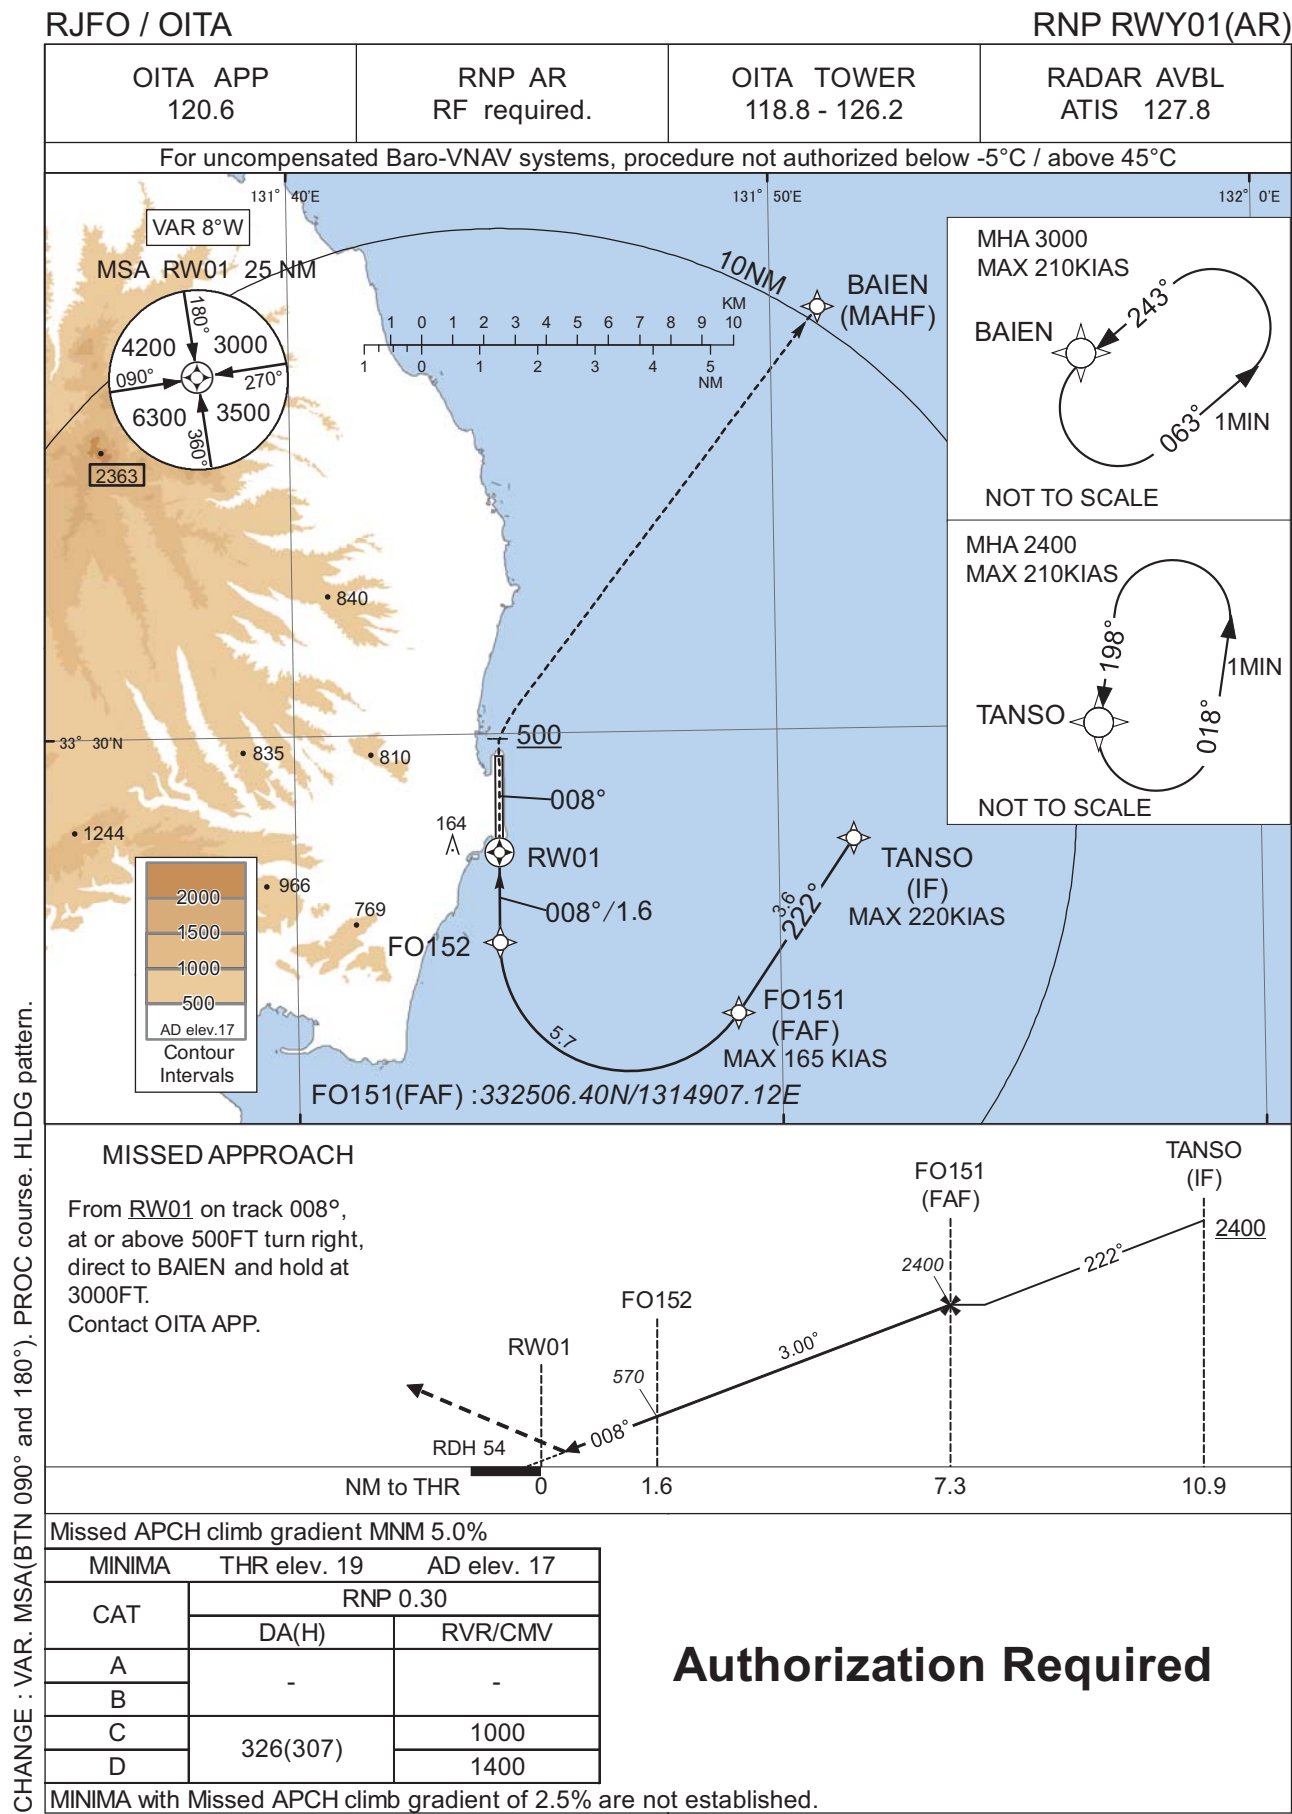 RJFO / OITA
RNP RWY01(AR)
OITA APP
120.6
RNP AR
RF required.
OITA TOWER
118.8 - 126.2
RADAR AVBL
ATIS 127.8
For uncompensated Baro-VNAV systems, procedure not authorized below -5°C / above 45°C
131° 40'E
131° 50'E
132° 0'E
VAR 8°W
MSA RW01 25 NM
180°
4200
3000
090°
270°
6300
3500
360°
2363
10NM
BAIEN
(MAHF)
KM
1 0 1 2 3 4 5 6 7 8 9 10
1 0 1 2 3 4 5
NM
MHA 3000
MAX 210KIAS
243°
BAIEN
063°
1MIN
NOT TO SCALE
MHA 2400
MAX 210KIAS
198°
1MIN
TANSO
018°
NOT TO SCALE
840
33° 30'N
835
810
500
008°
1244
164
RW01
TANSO
(IF)
MAX 220KIAS
966
769
008°/1.6
3.6
222°
FO152
2000
1500
1000
500
AD elev.17
Contour
Intervals
FO151
(FAF)
MAX 165 KIAS
5.7
FO151(FAF) :332506.40N/1314907.12E
MISSED APPROACH
From RW01 on track 008°,
at or above 500FT turn right,
direct to BAIEN and hold at
3000FT.
Contact OITA APP.
TANSO
(IF)
FO151
(FAF)
2400
222°
2400
FO152
3.00°
RW01
570
008°
RDH 54
NM to THR
0
1.6
7.3
10.9
Missed APCH climb gradient MNM 5.0%
MINIMA THR elev. 19 AD elev. 17
CAT
RNP 0.30
DA(H)
RVR/CMV
A
-
-
B
C
326(307)
1000
D
1400
MINIMA with Missed APCH climb gradient of 2.5% are not established.
Authorization Required
CHANGE : VAR. MSA(BTN 090° and 180°). PROC course. HLDG pattern.